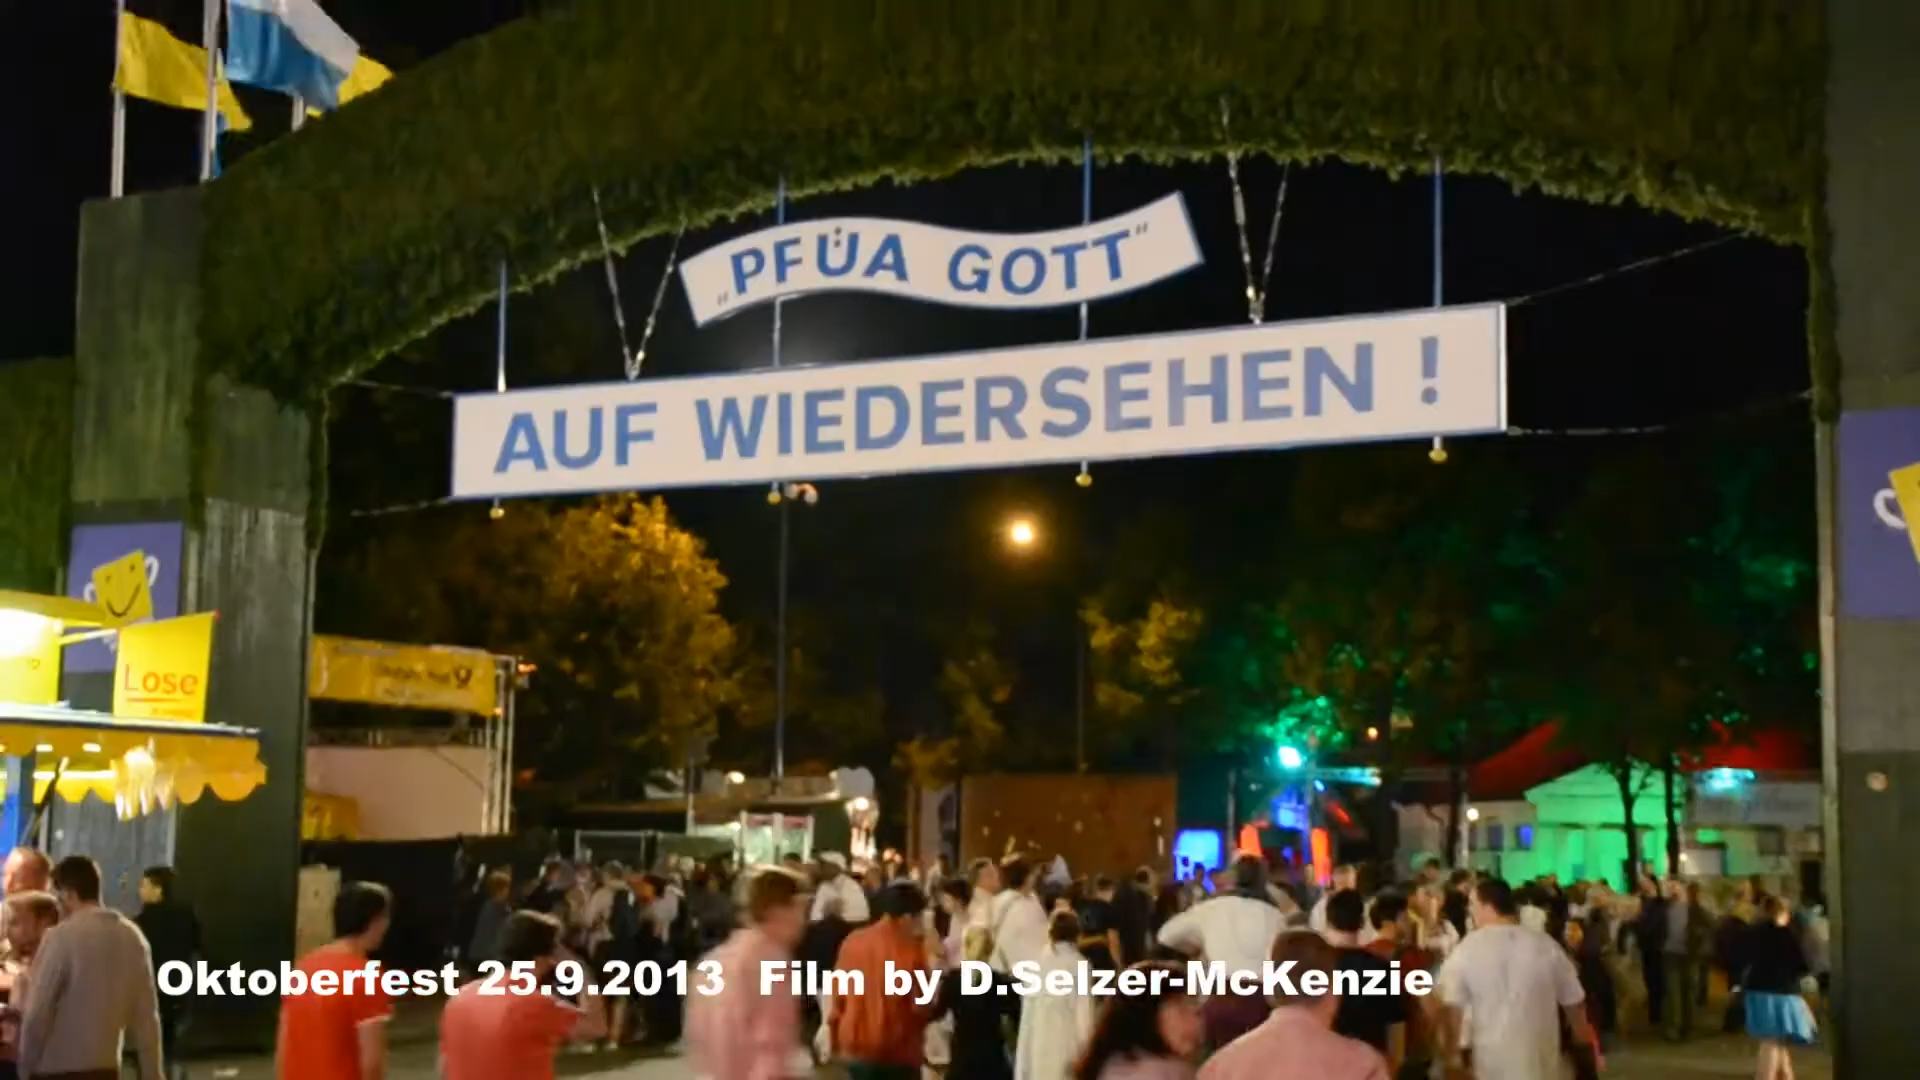 „PFÜA GOTT“
AUF WIEDERSEHEN !
Lose
Oktoberfest 25.9.2013 Film by D.Selzer-McKenzie